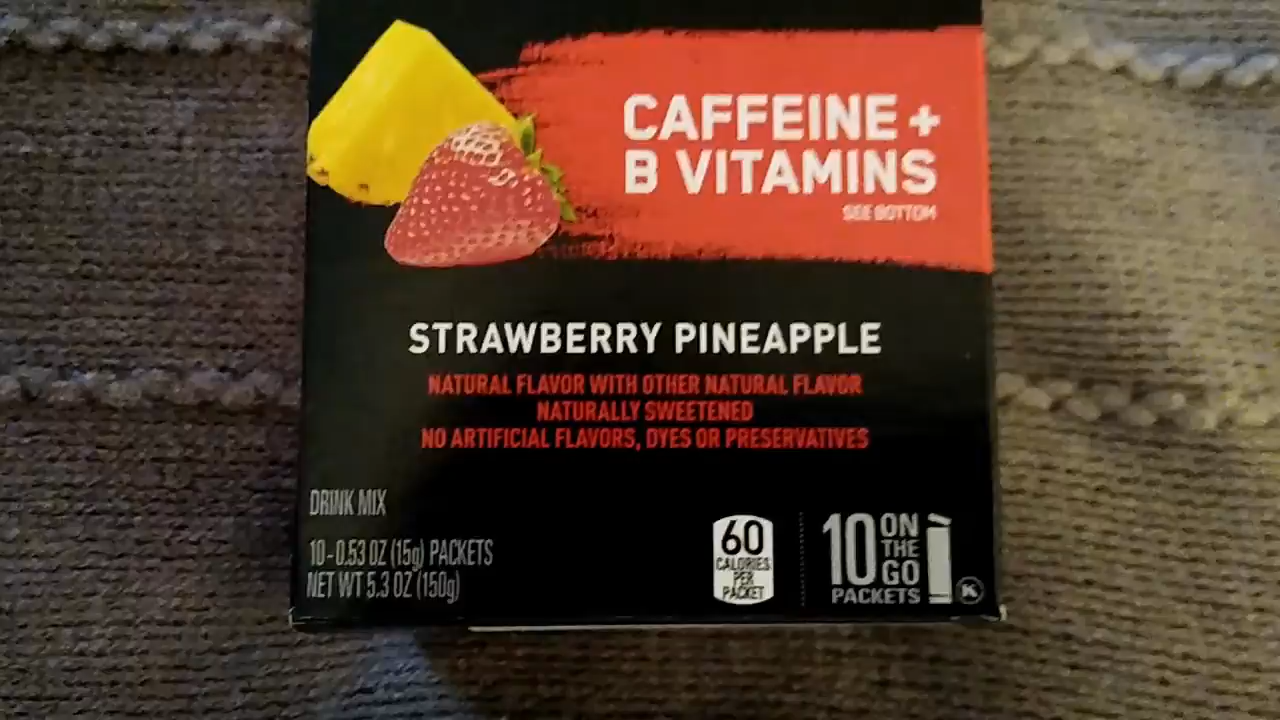 CAFFEINE +
B VITAMINS
SEE BOTTOM
STRAWBERRY PINEAPPLE
NATURAL FLAVOR WITH OTHER NATURAL FLAVOR
NATURALLY SWEETENED
NO ARTIFICIAL FLAVORS, DYES OR PRESERVATIVES
DRINK MIX
10-0.53 OZ (15g) PACKETS
NET WT 5.3 OZ (150g)
60
CALORIES
PER
PACKET
10 ON
THE
GO
PACKETS
K